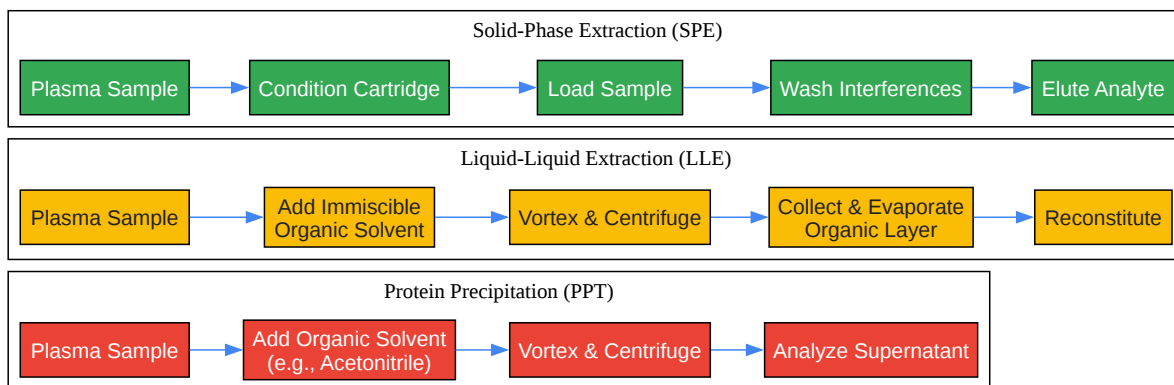 Solid-Phase Extraction (SPE)
Plasma Sample
Condition Cartridge
Load Sample
Wash Interferences
Elute Analyte
Liquid-Liquid Extraction (LLE)
Plasma Sample
Add Immiscible
Organic Solvent
Vortex & Centrifuge
Collect & Evaporate
Organic Layer
Reconstitute
Protein Precipitation (PPT)
Plasma Sample
Add Organic Solvent
(e.g., Acetonitrile)
Vortex & Centrifuge
Analyze Supernatant